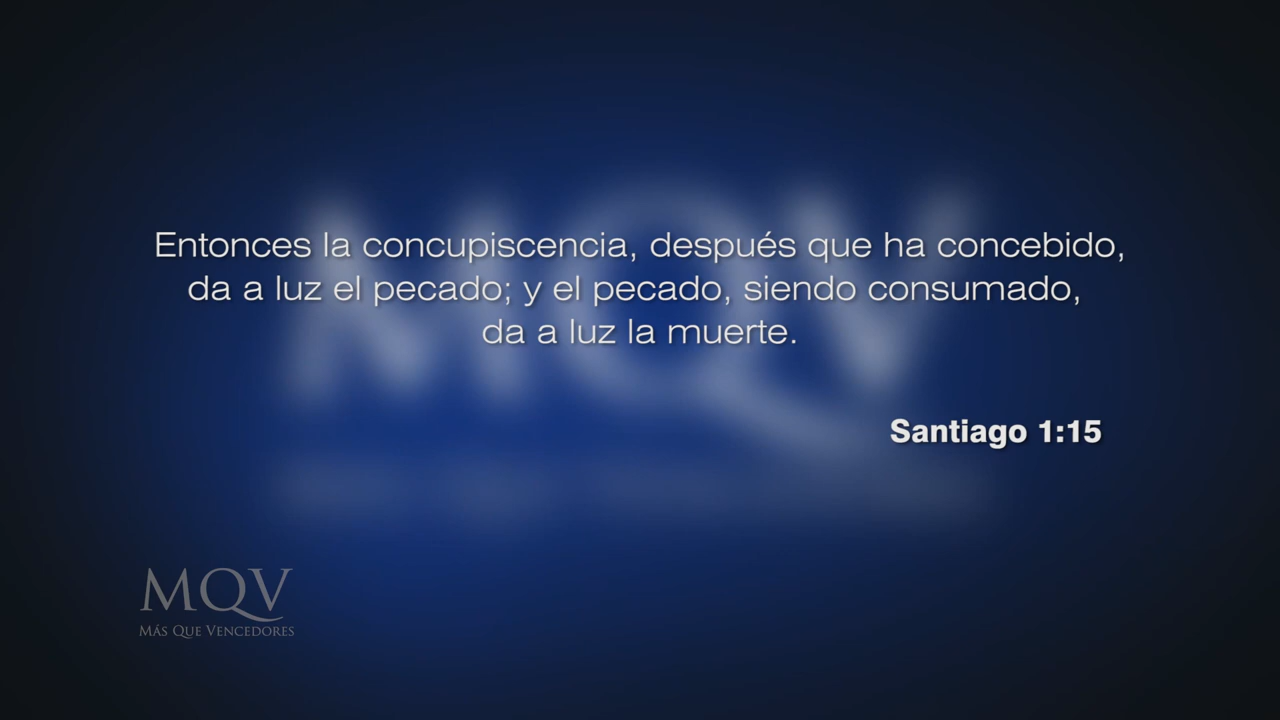 Entonces la concupiscencia, después que ha concebido,
da a luz el pecado; y el pecado, siendo consumado,
da a luz la muerte.
Santiago 1:15
MQV
MÁS QUE VENCEDORES